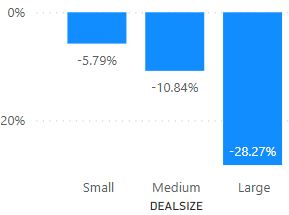 0%
-5.79%
-10.84%
20%
-28.27%
Small Medium Large
DEALSIZE